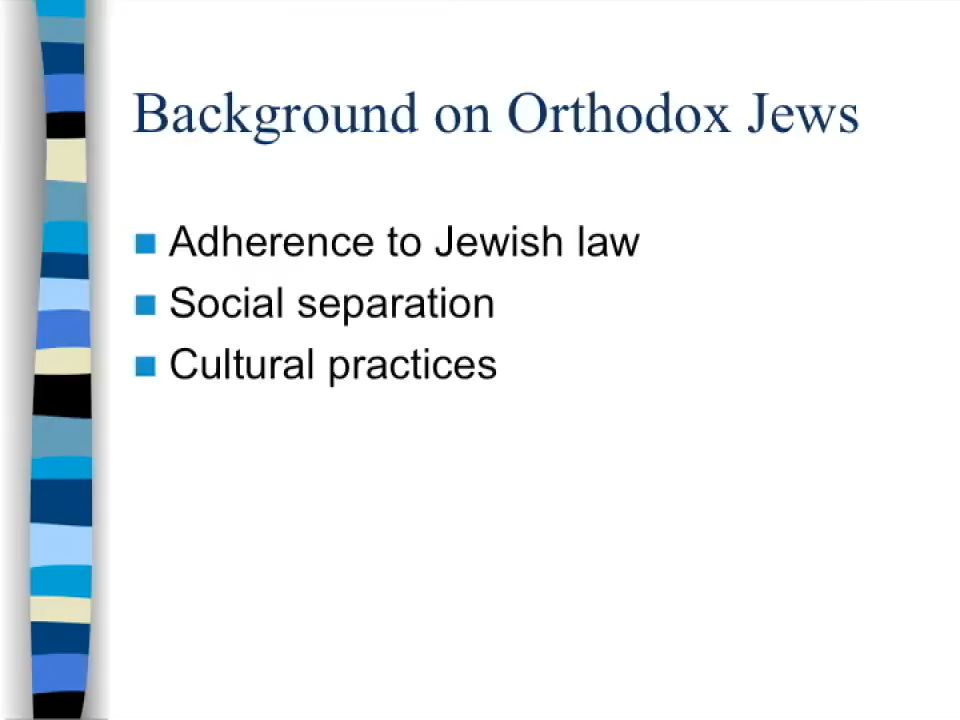 Background on Orthodox Jews
Adherence to Jewish law
Social separation
Cultural practices